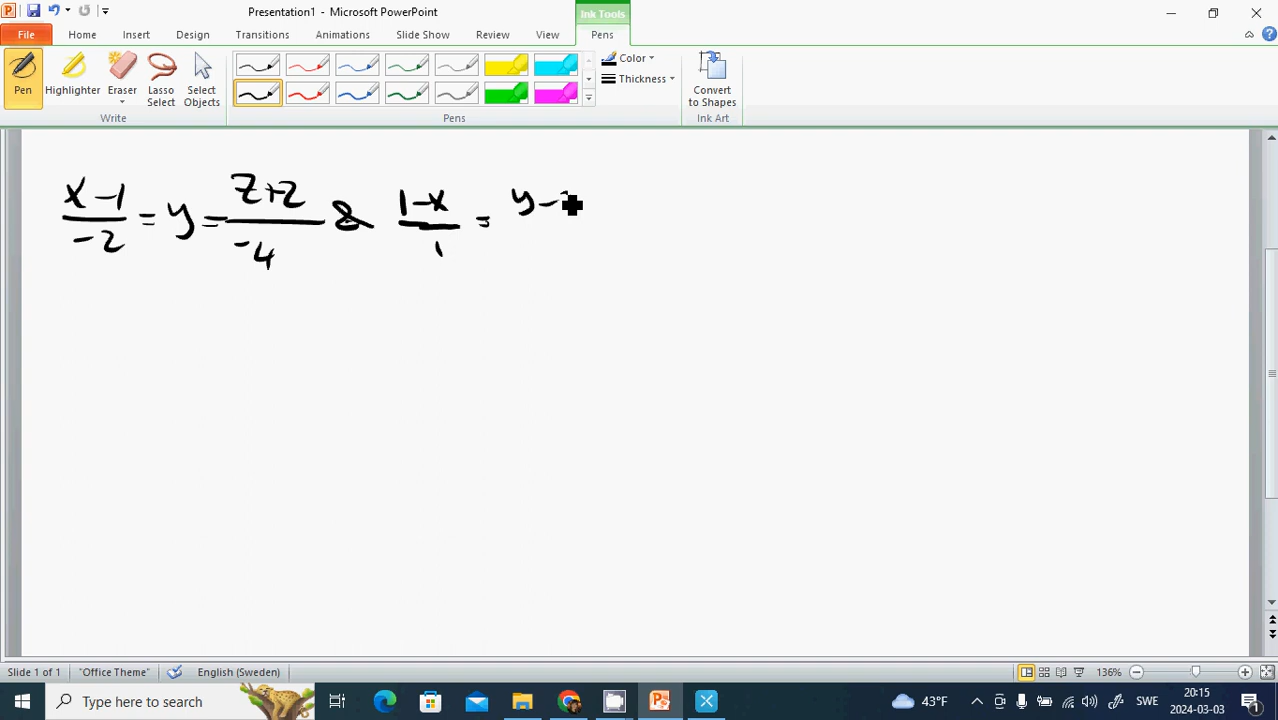 Presentation1 - Microsoft PowerPoint
Ink Tools
File Home Insert Design Transitions Animations Slide Show Review View Pens
Pen Highlighter Eraser Lasso Select Select Objects
Color
Thickness
Convert to Shapes
Write Pens Ink Art
x-1/-2 = y = z+2/-4 & 1-x/1 = y-
Slide 1 of 1 "Office Theme" English (Sweden) 136%
Type here to search 43°F SWE 20:15
2024-03-03 1